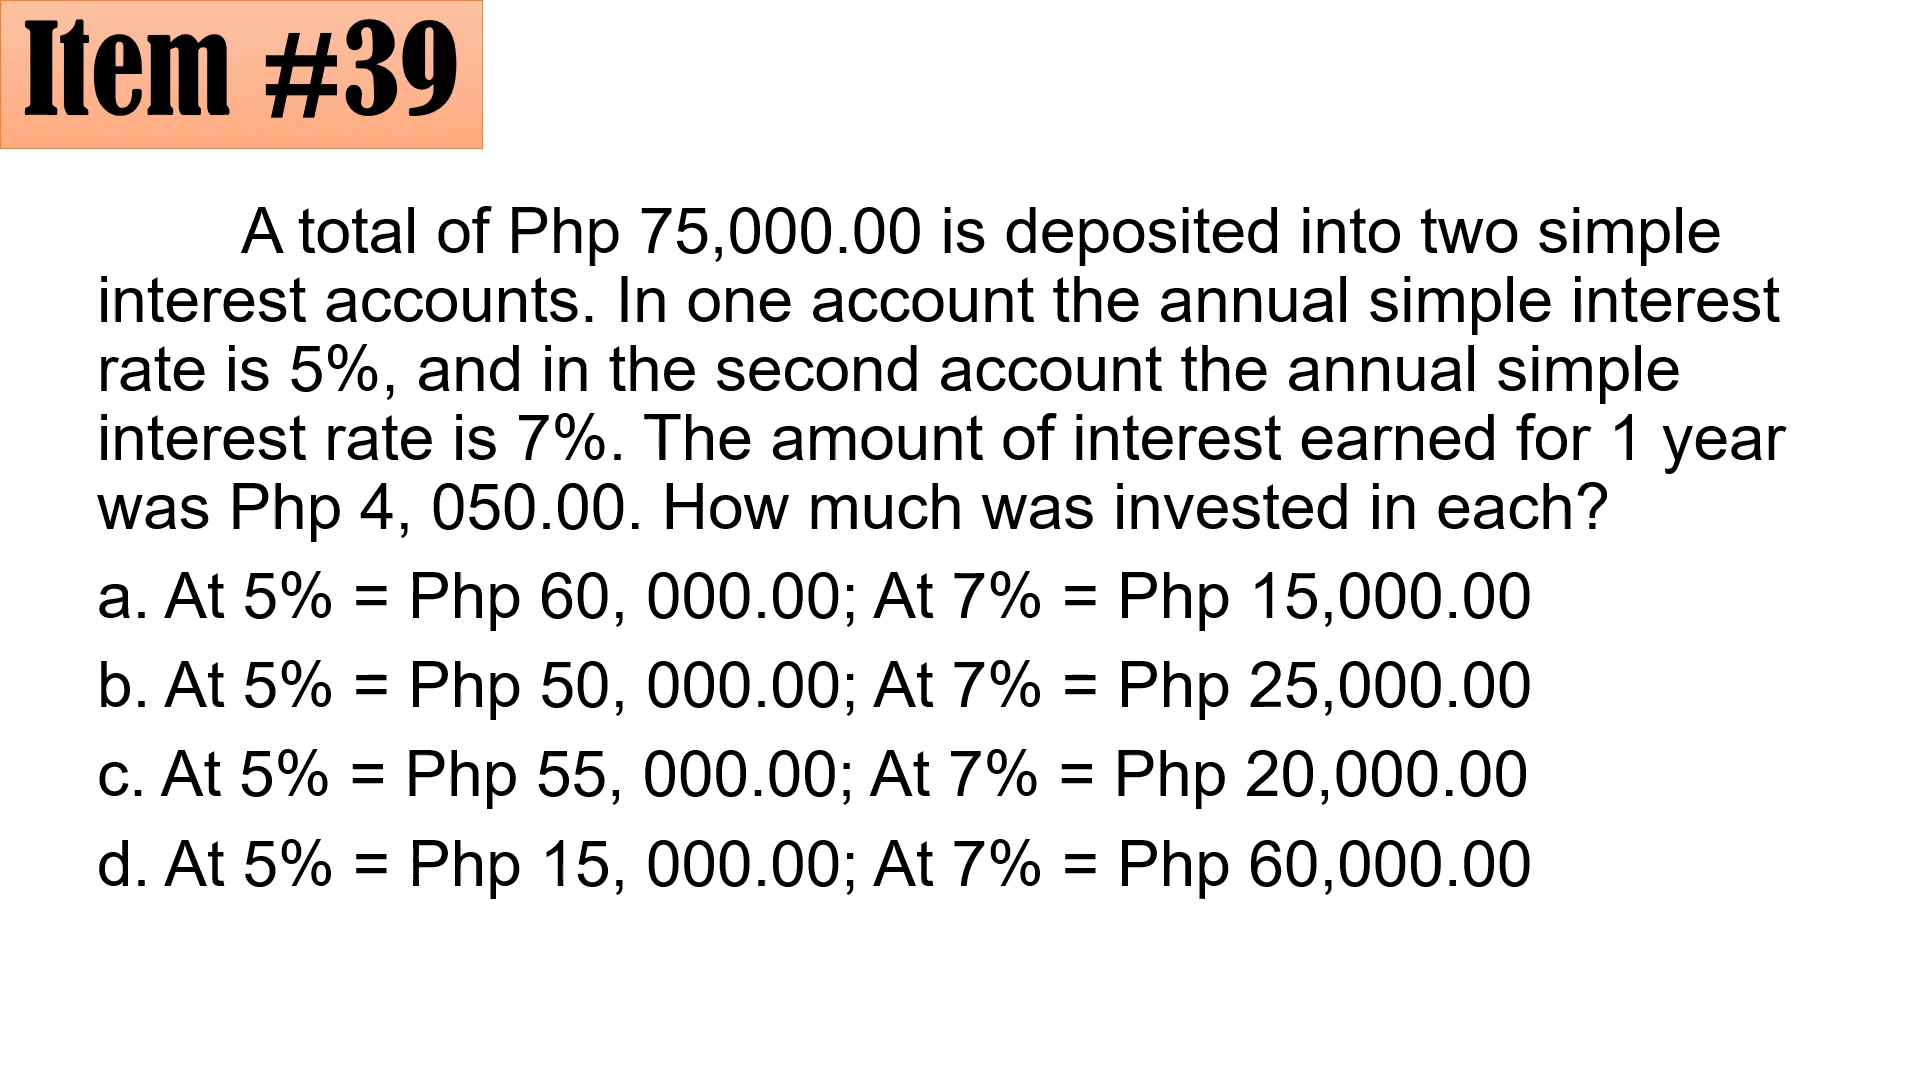 Item #39
A total of Php 75,000.00 is deposited into two simple
interest accounts. In one account the annual simple interest
rate is 5%, and in the second account the annual simple
interest rate is 7%. The amount of interest earned for 1 year
was Php 4, 050.00. How much was invested in each?
a. At 5% = Php 60, 000.00; At 7% = Php 15,000.00
b. At 5% = Php 50, 000.00; At 7% = Php 25,000.00
c. At 5% = Php 55, 000.00; At 7% = Php 20,000.00
d. At 5% = Php 15, 000.00; At 7% = Php 60,000.00